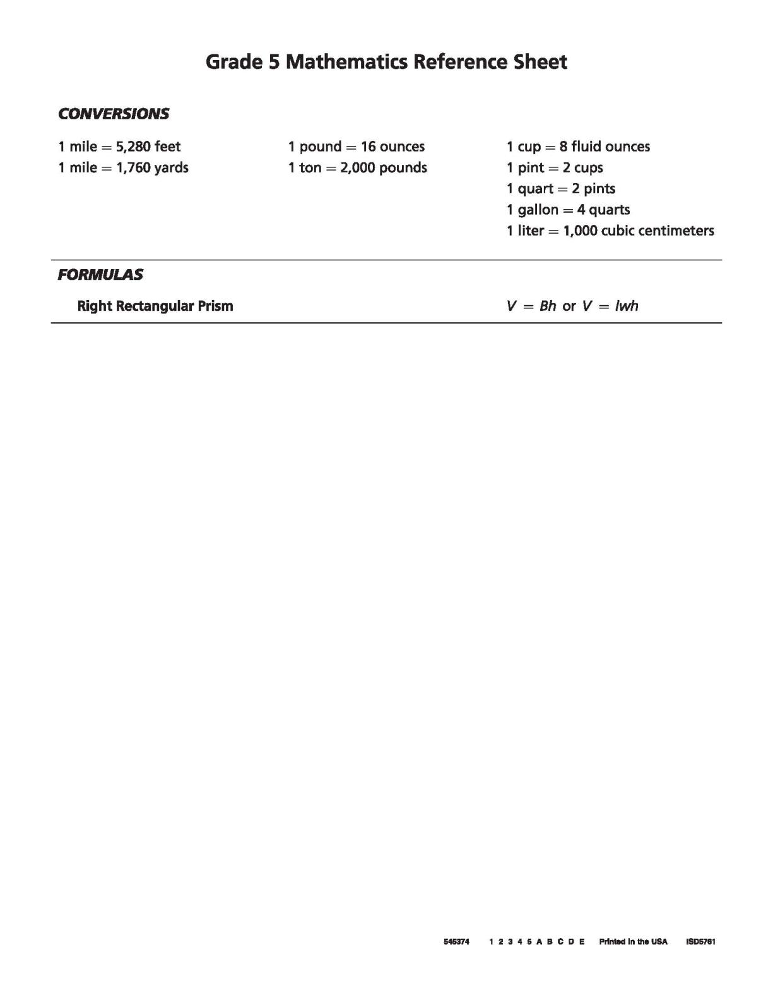 Grade 5 Mathematics Reference Sheet
CONVERSIONS
1 mile = 5,280 feet
1 mile = 1,760 yards
1 pound = 16 ounces
1 ton = 2,000 pounds
1 cup = 8 fluid ounces
1 pint = 2 cups
1 quart = 2 pints
1 gallon = 4 quarts
1 liter = 1,000 cubic centimeters
FORMULAS
Right Rectangular Prism V = Bh or V = lwh
545374 1 2 3 4 5 A B C D E Printed in the USA ISD5761